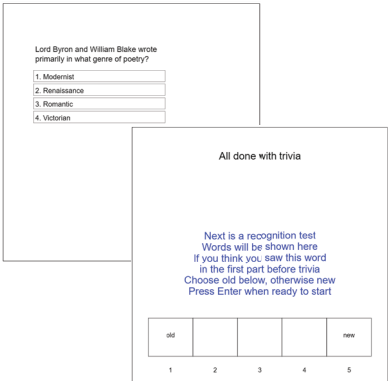 Lord Byron and William Blake wrote
primarily in what genre of poetry?
1. Modernist
2. Renaissance
3. Romantic
4. Victorian
All done with trivia
Next is a recognition test
Words will be shown here
If you think you saw this word
in the first part before trivia
Choose old below, otherwise new
Press Enter when ready to start
old new
1 2 3 4 5